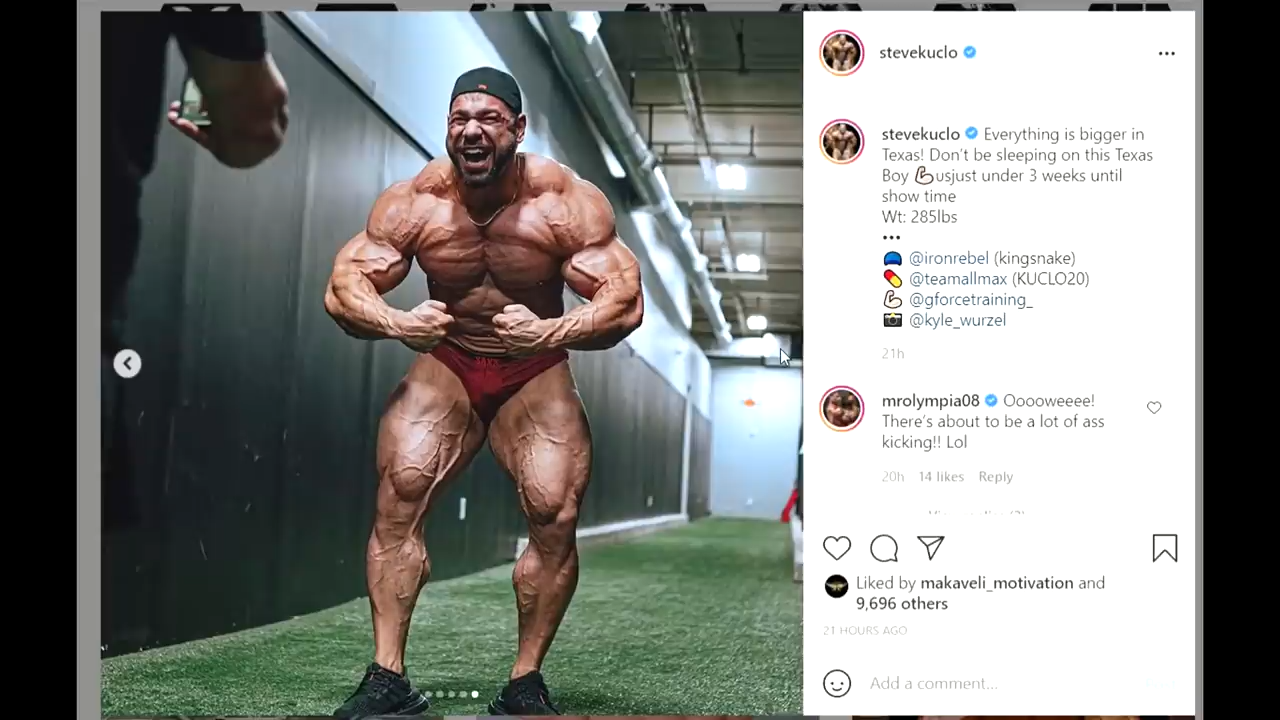 stevekuclo
stevekuclo Everything is bigger in
Texas! Don't be sleeping on this Texas
Boy 💪usjust under 3 weeks until
show time
Wt: 285lbs
•••
🧢 @ironrebel (kingsnake)
💊 @teamallmax (KUCLO20)
💪 @gforcetraining_
📷 @kyle_wurzel
21h
mrolympia08 Ooooweeee!
There's about to be a lot of ass
kicking!! Lol
20h 14 likes Reply
Liked by makaveli_motivation and
9,696 others
21 HOURS AGO
Add a comment...